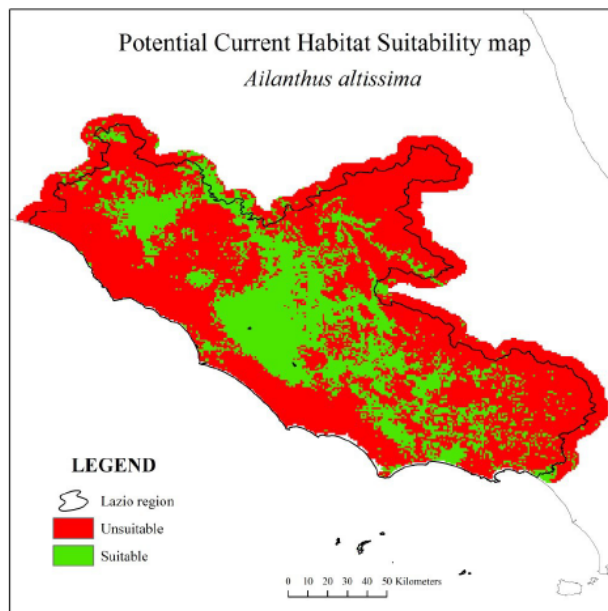 Potential Current Habitat Suitability map
Ailanthus altissima
LEGEND
Lazio region
Unsuitable
Suitable
0 10 20 30 40 50 Kilometers